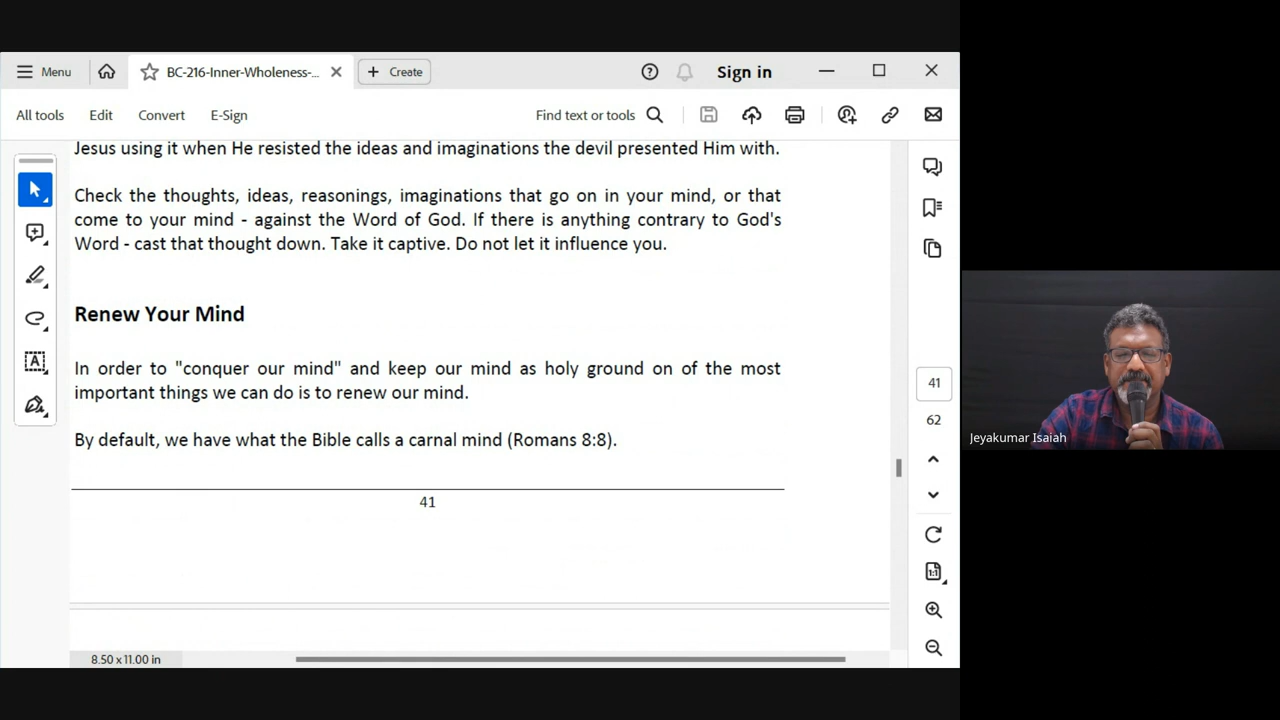 Menu
BC-216-Inner-Wholeness-...
Create
Sign in
All tools
Edit
Convert
E-Sign
Find text or tools
Jesus using it when He resisted the ideas and imaginations the devil presented Him with.
Check the thoughts, ideas, reasonings, imaginations that go on in your mind, or that
come to your mind - against the Word of God. If there is anything contrary to God's
Word - cast that thought down. Take it captive. Do not let it influence you.
Renew Your Mind
In order to "conquer our mind" and keep our mind as holy ground on of the most
important things we can do is to renew our mind.
By default, we have what the Bible calls a carnal mind (Romans 8:8).
41
41
62
8.50 x 11.00 in
Jeyakumar Isaiah